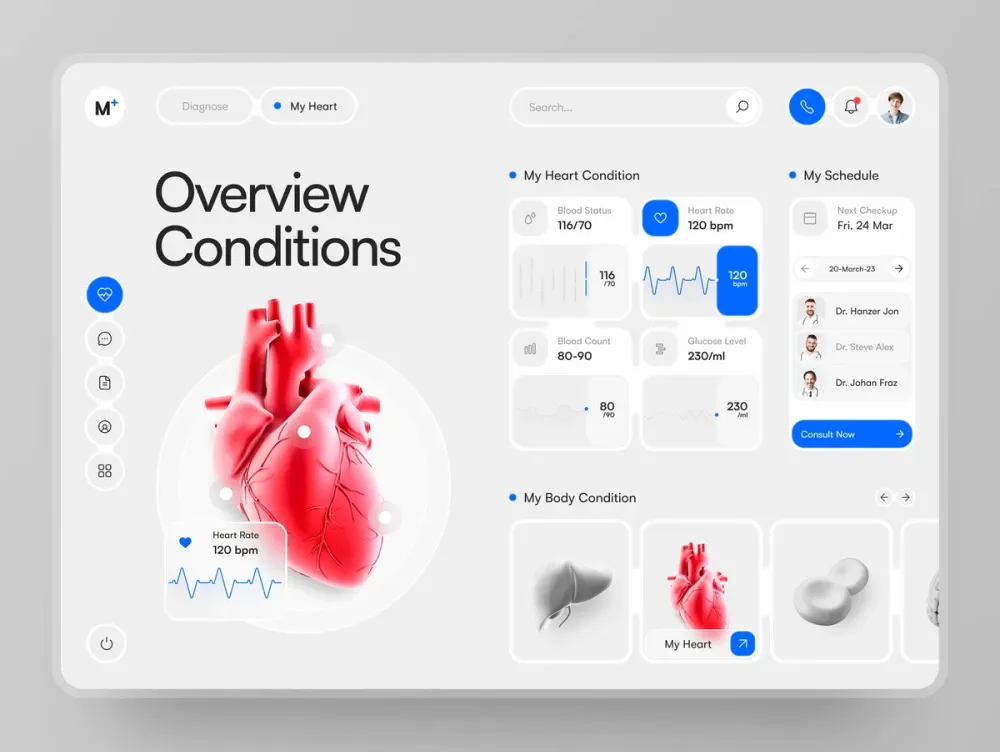 M+
Diagnose
My Heart
Search...
Overview
Conditions
Heart Rate
120 bpm
My Heart Condition
Blood Status
116/70
116
/70
Heart Rate
120 bpm
120
bpm
Blood Count
80-90
80
/90
Glucose Level
230/ml
230
/ml
My Schedule
Next Checkup
Fri, 24 Mar
20-March-23
Dr. Hanzer Jon
Dr. Steve Alex
Dr. Johan Fraz
Consult Now
My Body Condition
My Heart